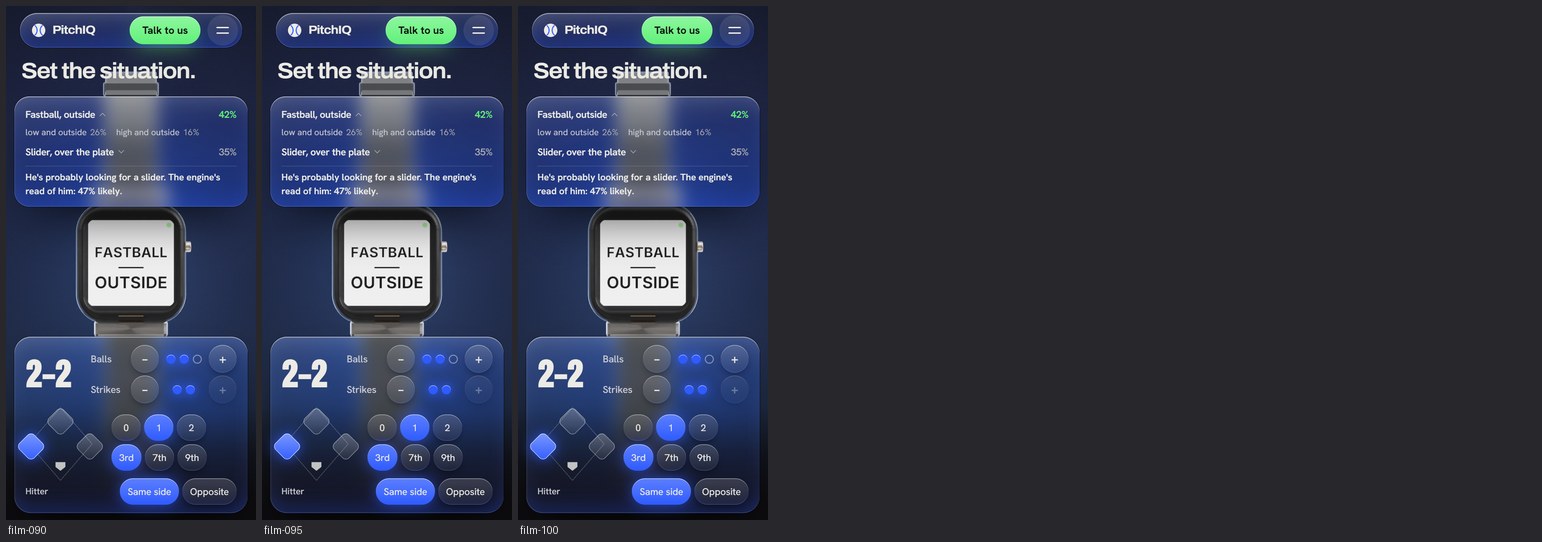 PitchIQ
Talk to us
Set the situation.
Fastball, outside
42%
low and outside 26% high and outside 16%
Slider, over the plate
35%
He's probably looking for a slider. The engine's
read of him: 47% likely.
FASTBALL
OUTSIDE
2–2
Balls
−
+
Strikes
−
+
0 1 2
3rd 7th 9th
Hitter
Same side Opposite
film-090
PitchIQ
Talk to us
Set the situation.
Fastball, outside
42%
low and outside 26% high and outside 16%
Slider, over the plate
35%
He's probably looking for a slider. The engine's
read of him: 47% likely.
FASTBALL
OUTSIDE
2–2
Balls
−
+
Strikes
−
+
0 1 2
3rd 7th 9th
Hitter
Same side Opposite
film-095
PitchIQ
Talk to us
Set the situation.
Fastball, outside
42%
low and outside 26% high and outside 16%
Slider, over the plate
35%
He's probably looking for a slider. The engine's
read of him: 47% likely.
FASTBALL
OUTSIDE
2–2
Balls
−
+
Strikes
−
+
0 1 2
3rd 7th 9th
Hitter
Same side Opposite
film-100